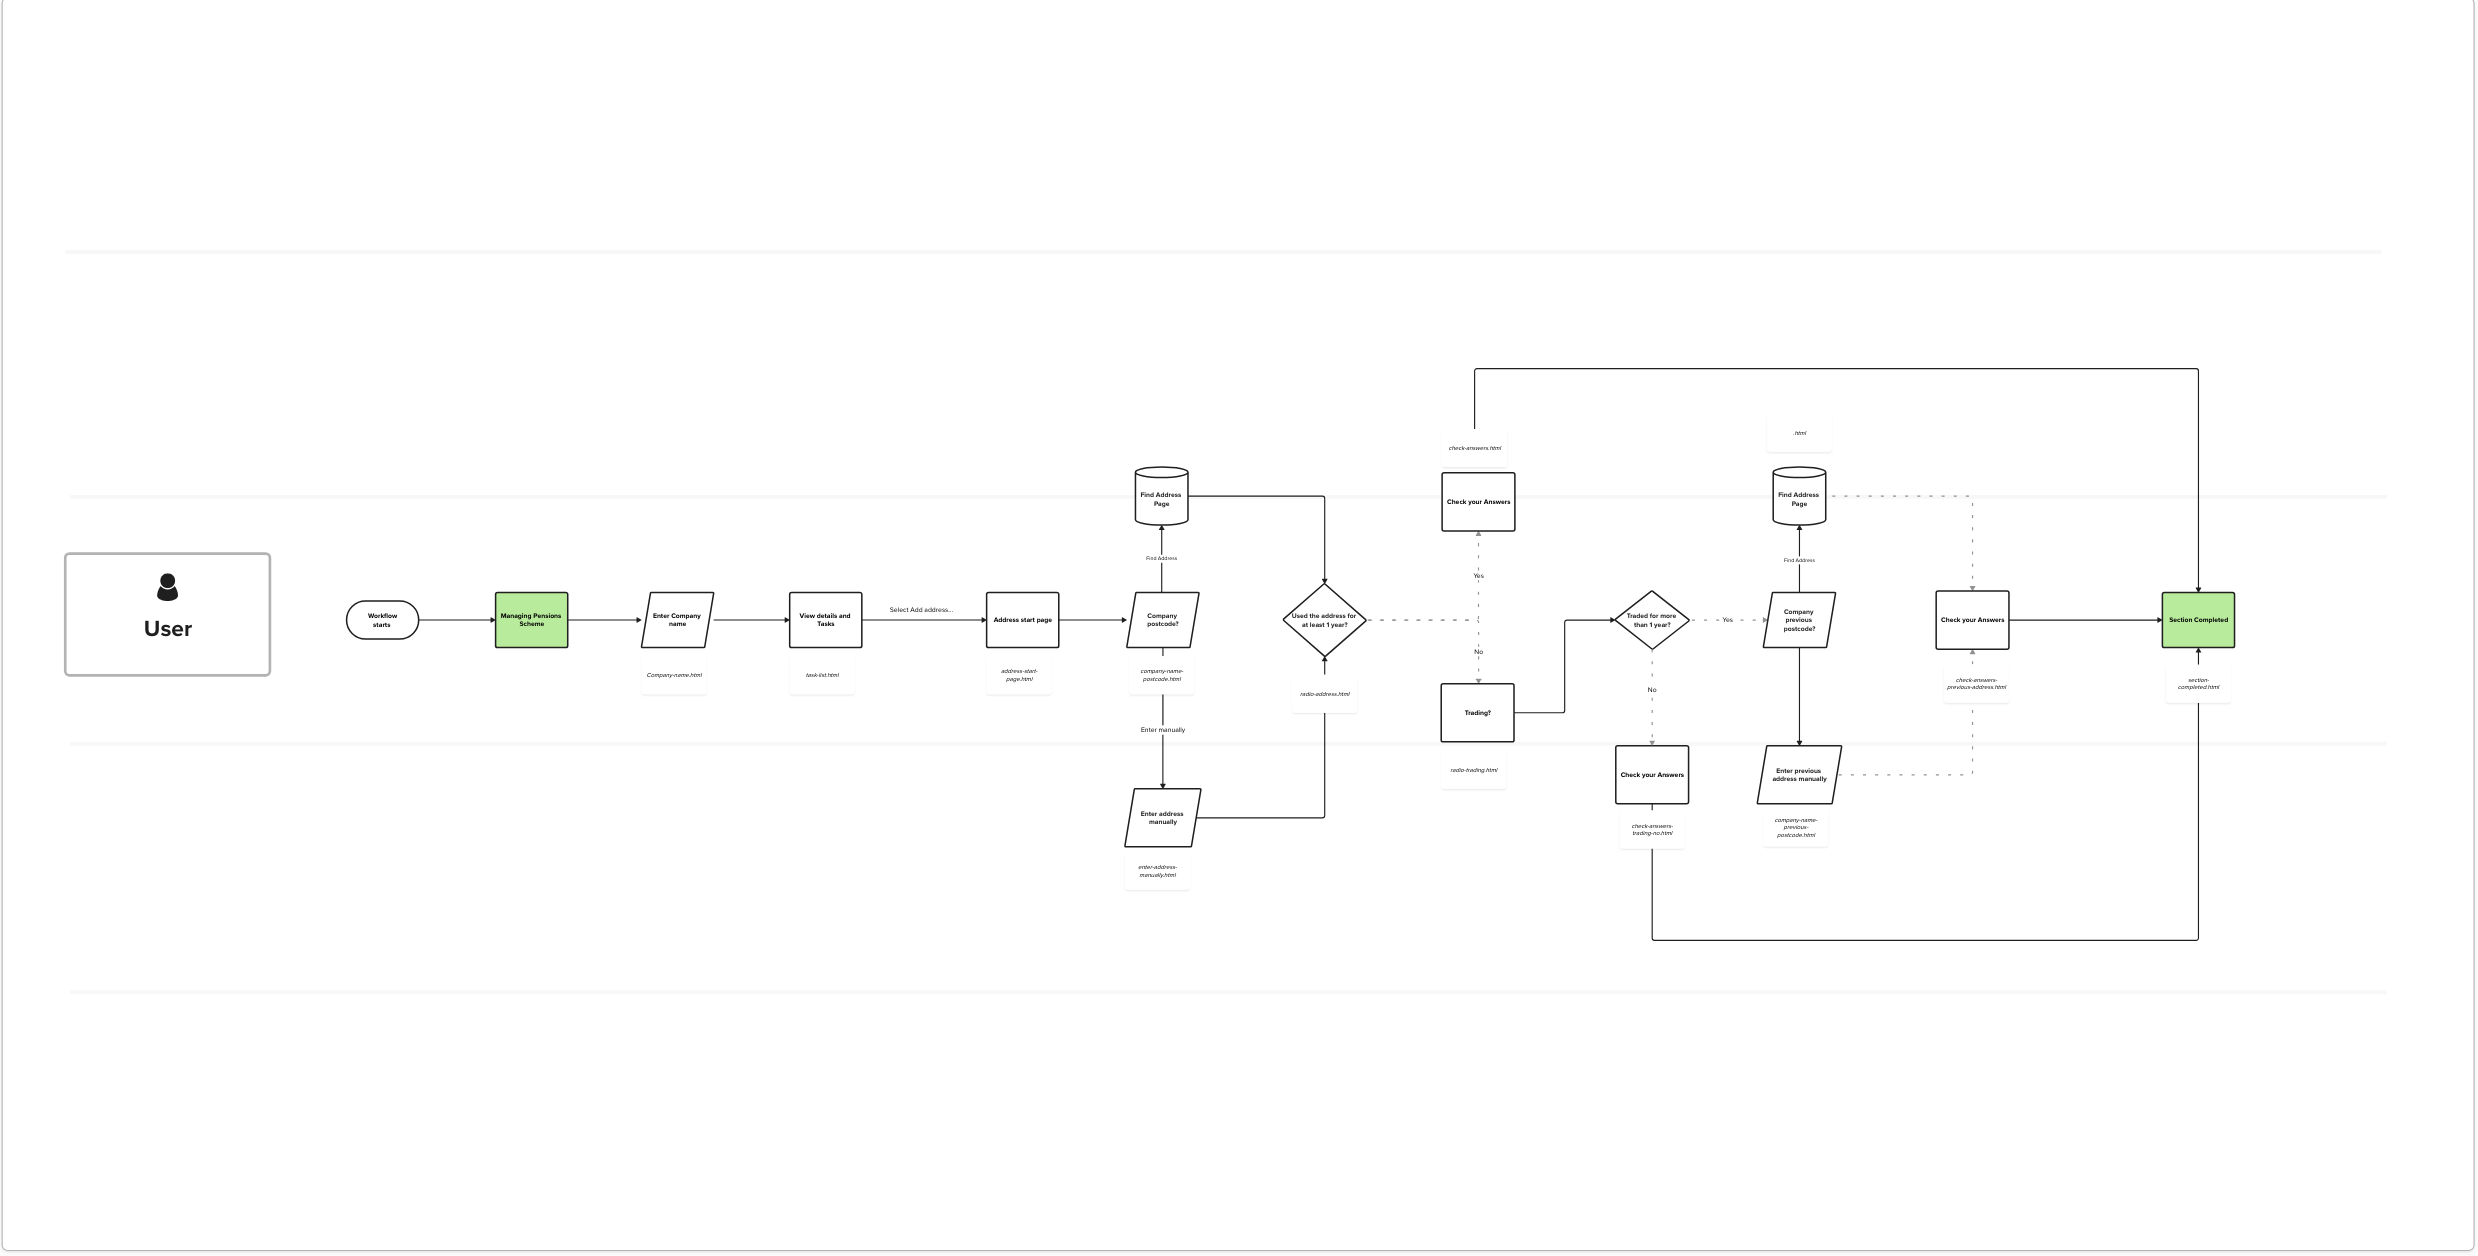 User
Workflow
starts
Managing Pensions
Scheme
Enter Company
name
Company-name.html
View details and
Tasks
task-list.html
Select Add address...
Address start page
address-start-
page.html
Find Address
Page
Find Address
Company
postcode?
company-name-
postcode.html
Enter manually
Enter address
manually
enter-address-
manually.html
Used the address for
at least 1 year?
radio-address.html
check-answers.html
Check your Answers
Yes
No
Trading?
radio-trading.html
Traded for more
than 1 year?
Yes
No
Check your Answers
check-answers-
trading-no.html
.html
Find Address
Page
Find Address
Company
previous
postcode?
Enter previous
address manually
company-name-
previous-
postcode.html
Check your Answers
check-answers-
previous-address.html
Section Completed
section-
completed.html